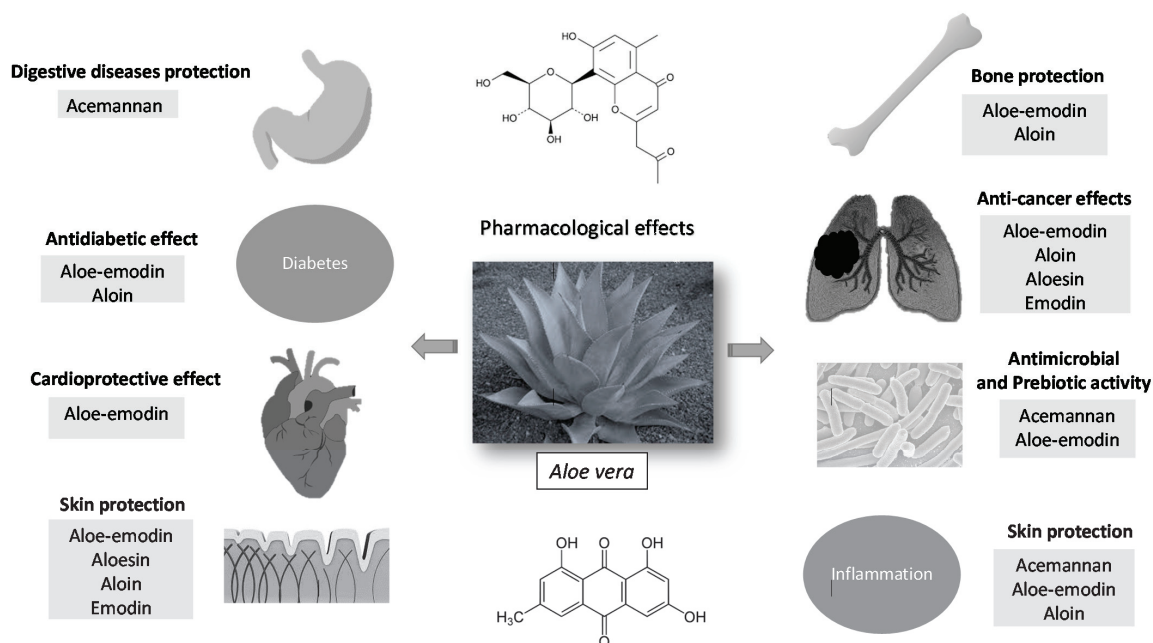 Digestive diseases protection
Acemannan
Antidiabetic effect
Aloe-emodin
Aloin
Diabetes
Cardioprotective effect
Aloe-emodin
Skin protection
Aloe-emodin
Aloesin
Aloin
Emodin
HO
O
O
HO
HO
OH
OH
O
O
Pharmacological effects
Aloe vera
OH
O
OH
H₃C
OH
O
Bone protection
Aloe-emodin
Aloin
Anti-cancer effects
Aloe-emodin
Aloin
Aloesin
Emodin
Antimicrobial
and Prebiotic activity
Acemannan
Aloe-emodin
Inflammation
Skin protection
Acemannan
Aloe-emodin
Aloin